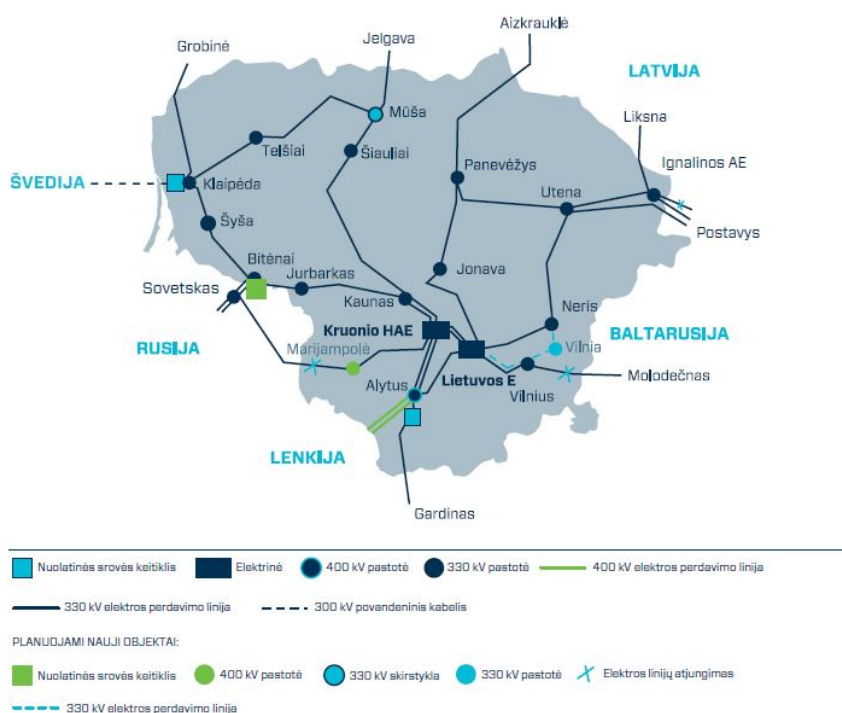 Grobinė
Jelgava
Aizkrauklė
LATVIJA
Liksna
Mūša
Telšiai
Šiauliai
Panevėžys
Ignalinos AE
ŠVEDIJA
Klaipėda
Utena
Šyša
Postavys
Bitėnai
Jurbarkas
Jonava
Sovetskas
Kaunas
Neris
Kruonio HAE
BALTARUSIJA
RUSIJA
Marijampolė
Vilnia
Alytus
Lietuvos E
Molodečnas
Vilnius
LENKIJA
Gardinas
Nuolatinės srovės keitiklis Elektrinė 400 kV pastotė 330 kV pastotė 400 kV elektros perdavimo linija
330 kV elektros perdavimo linija 300 kV povandeninis kabelis
PLANUOJAMI NAUJI OBJEKTAI:
Nuolatinės srovės keitiklis 400 kV pastotė 330 kV skirstykla 330 kV pastotė Elektros linijų atjungimas
330 kV elektros perdavimo linija